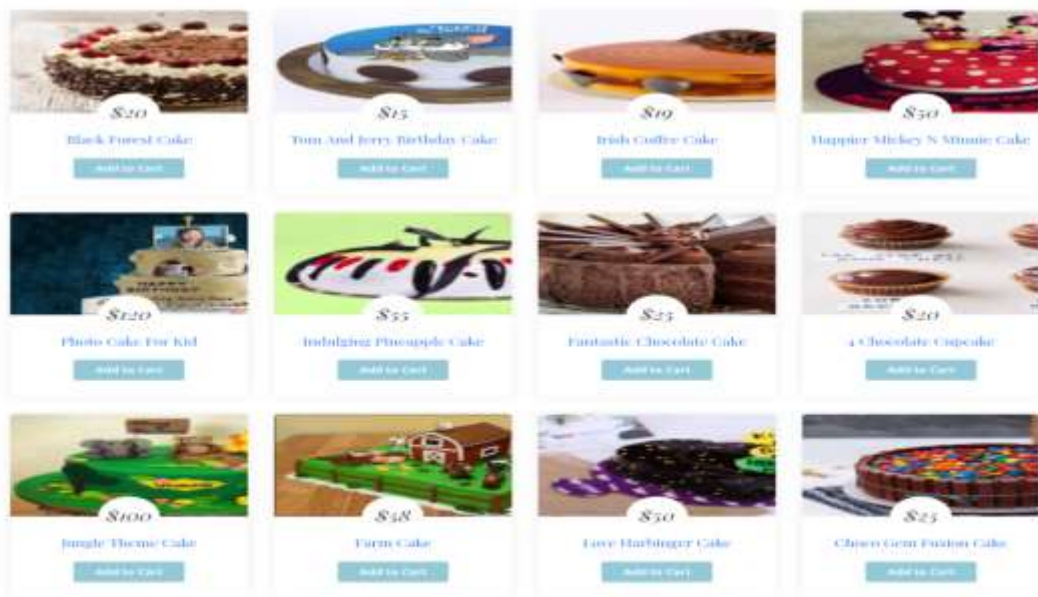 $20
$15
$19
$50
Black Forest Cake
Tom And Jerry Birthday Cake
Irish Coffee Cake
Happier Mickey N Minnie Cake
Add to Cart
Add to Cart
Add to Cart
Add to Cart
HAPPY
BIRTHDAY
$120
$55
$25
$20
Photo Cake For Kid
Indulging Pineapple Cake
Fantastic Chocolate Cake
4 Chocolate Cupcake
Add to Cart
Add to Cart
Add to Cart
Add to Cart
$100
$58
$50
$25
Jungle Theme Cake
Farm Cake
Love Harbinger Cake
Choco Gem Fuxion Cake
Add to Cart
Add to Cart
Add to Cart
Add to Cart